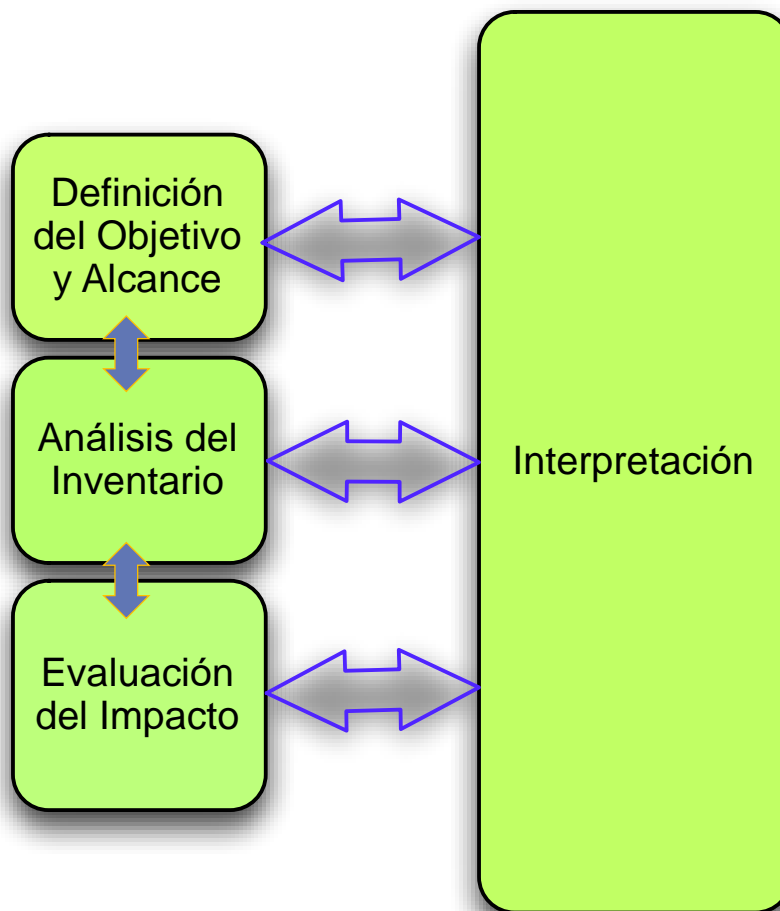 Definición
del Objetivo
y Alcance
Análisis del
Inventario
Evaluación
del Impacto
Interpretación